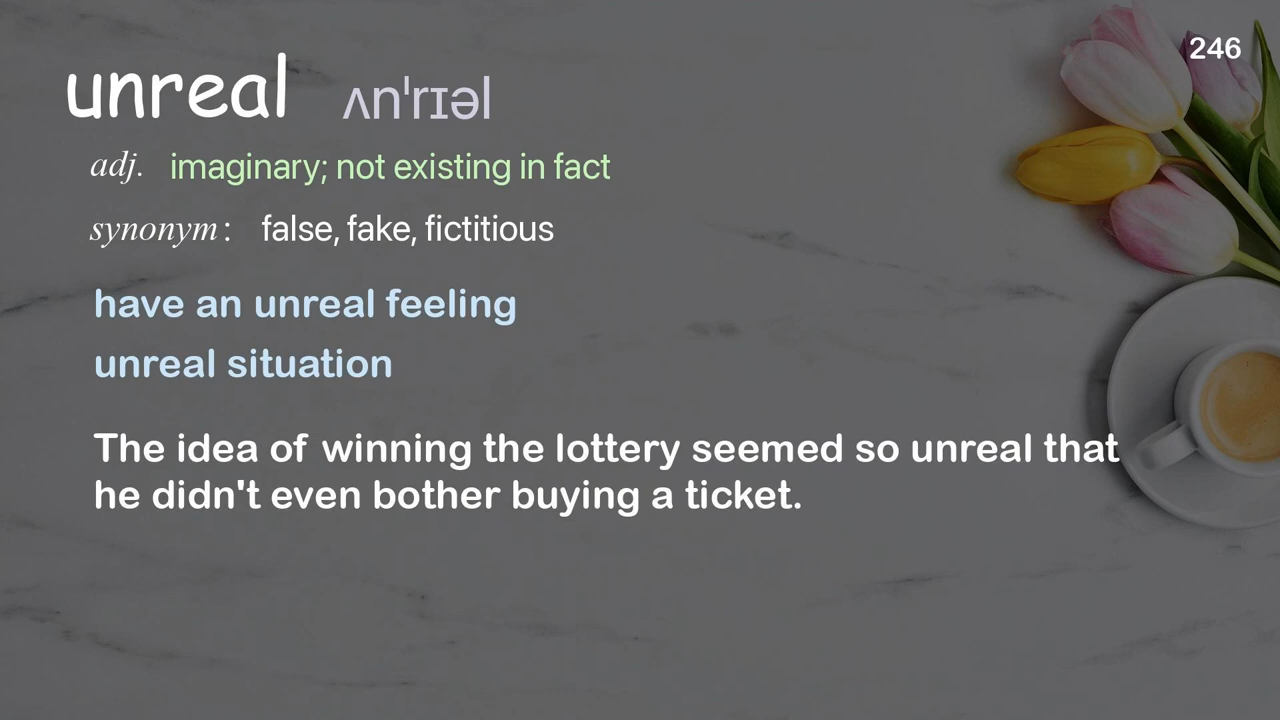 246
unreal ʌnˈrɪəl
adj. imaginary; not existing in fact
synonym: false, fake, fictitious
have an unreal feeling
unreal situation
The idea of winning the lottery seemed so unreal that
he didn't even bother buying a ticket.